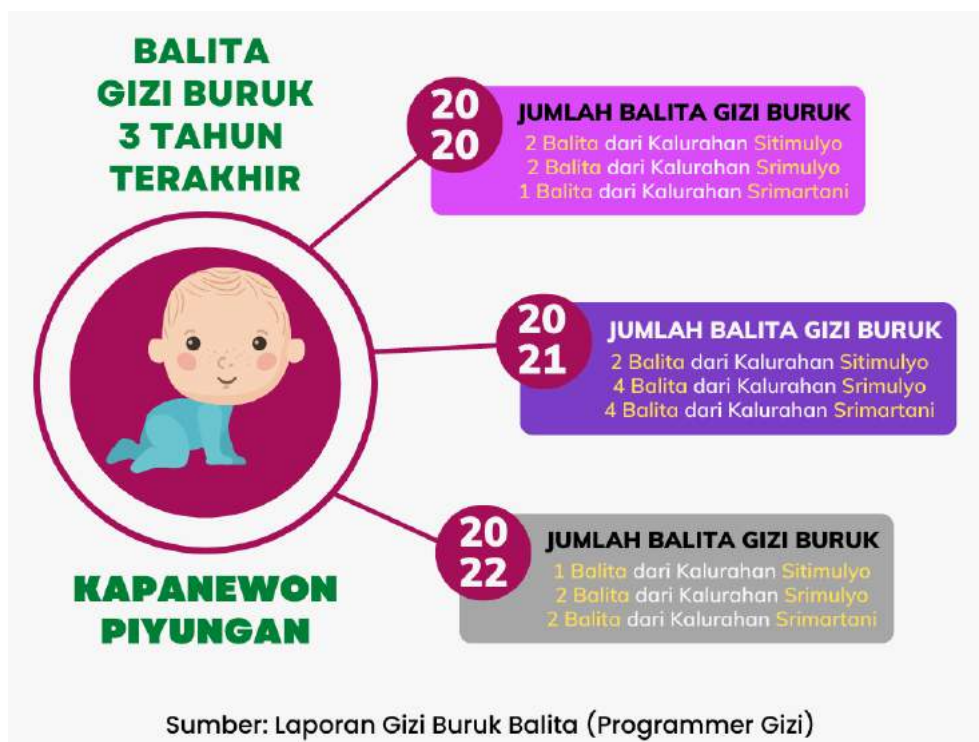 BALITA
GIZI BURUK
3 TAHUN
TERAKHIR
20
20
JUMLAH BALITA GIZI BURUK
2 Balita dari Kalurahan Sitimulyo
2 Balita dari Kalurahan Srimulyo
1 Balita dari Kalurahan Srimartani
20
21
JUMLAH BALITA GIZI BURUK
2 Balita dari Kalurahan Sitimulyo
4 Balita dari Kalurahan Srimulyo
4 Balita dari Kalurahan Srimartani
20
22
JUMLAH BALITA GIZI BURUK
1 Balita dari Kalurahan Sitimulyo
2 Balita dari Kalurahan Srimulyo
2 Balita dari Kalurahan Srimartani
KAPANEWON
PIYUNGAN
Sumber: Laporan Gizi Buruk Balita (Programmer Gizi)